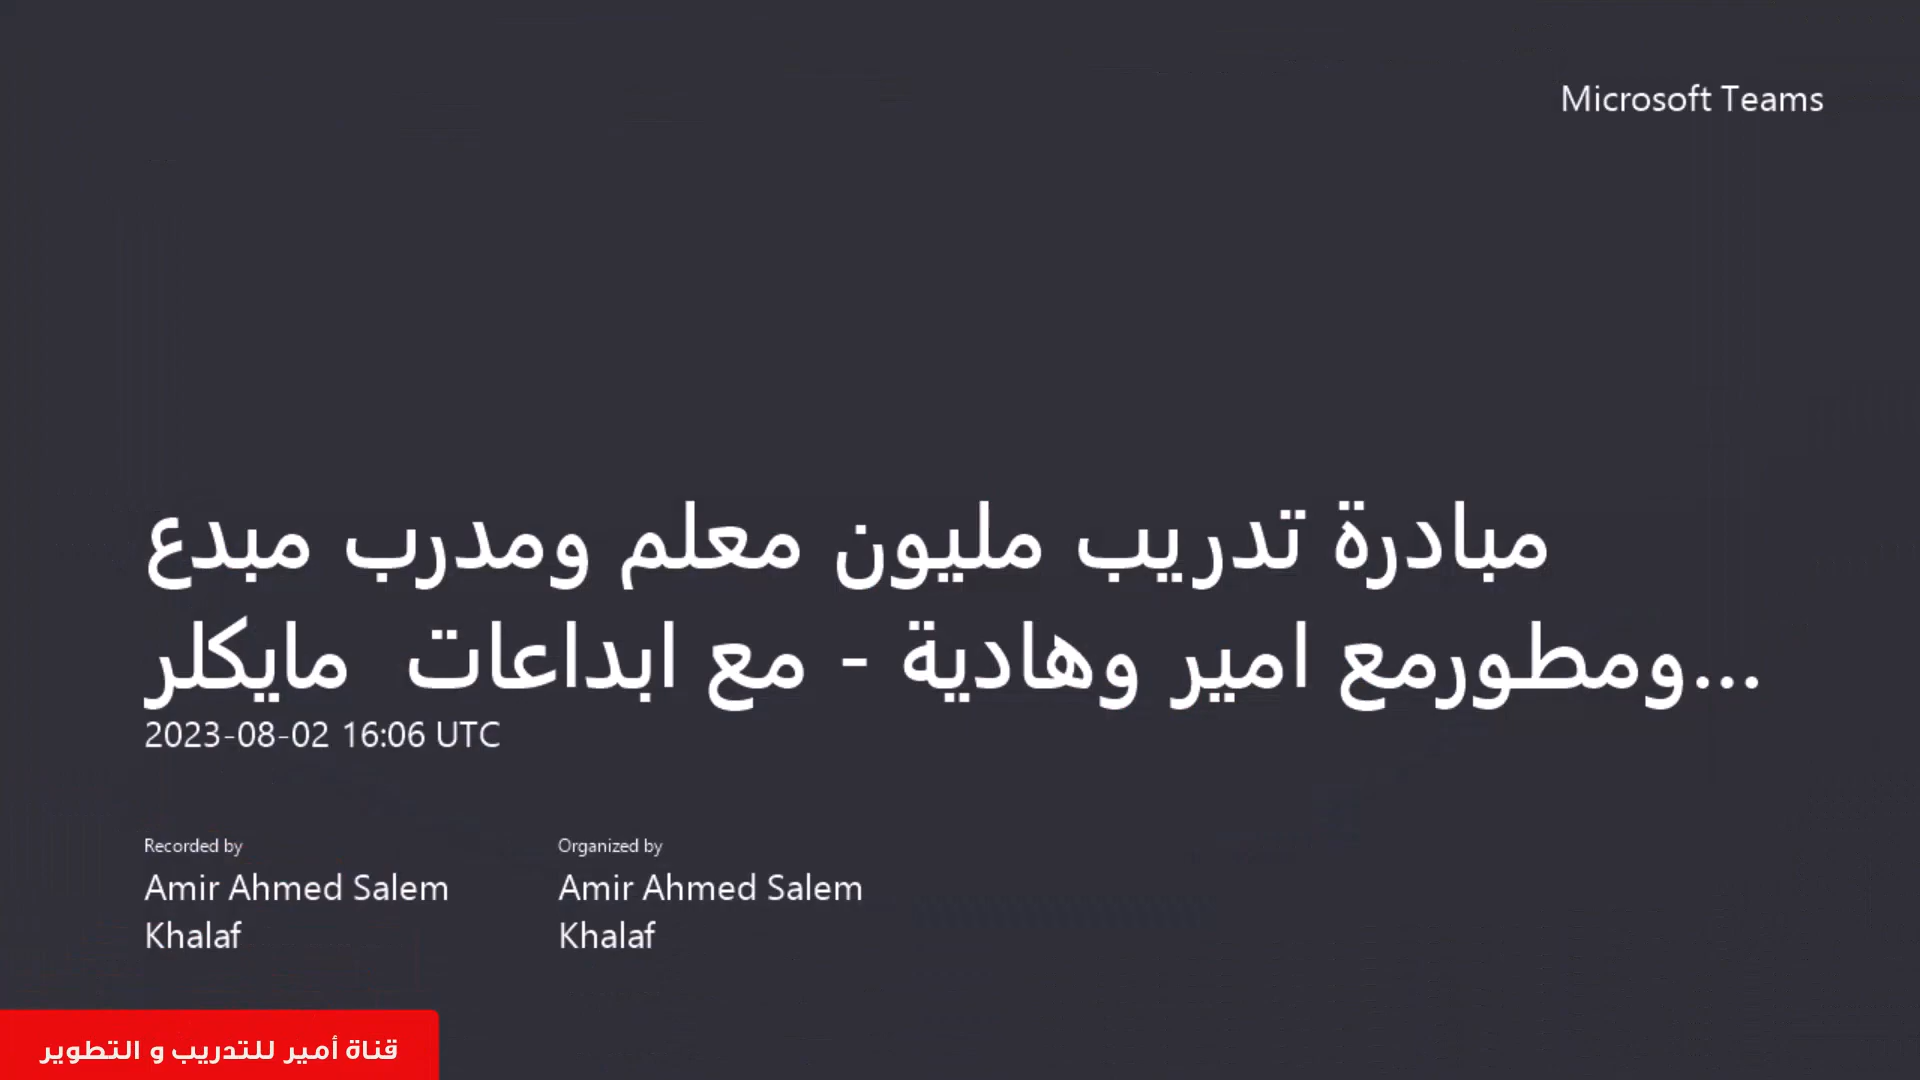 Microsoft Teams
مبادرة تدريب مليون معلم ومدرب مبدع
ومطورمع امير وهادية - مع ابداعات مايكلر...
2023-08-02 16:06 UTC
Recorded by
Amir Ahmed Salem
Khalaf
Organized by
Amir Ahmed Salem
Khalaf
قناة أمير للتدريب و التطوير